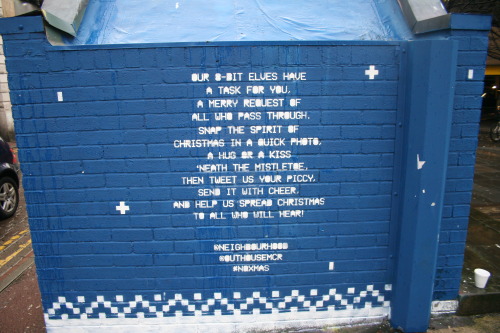 OUR 8-BIT ELVES HAVE
A TASK FOR YOU.
A MERRY REQUEST OF
ALL WHO PASS THROUGH.
SNAP THE SPIRIT OF
CHRISTMAS IN A QUICK PHOTO,
A HUG OR A KISS
'NEATH THE MISTLETOE,
THEN TWEET US YOUR PICCY,
SEND IT WITH CHEER,
AND HELP US SPREAD CHRISTMAS
TO ALL WHO WILL HEAR!
@NEIGHBOURHOOD
@OUTHOUSEMCR
#NQXMAS